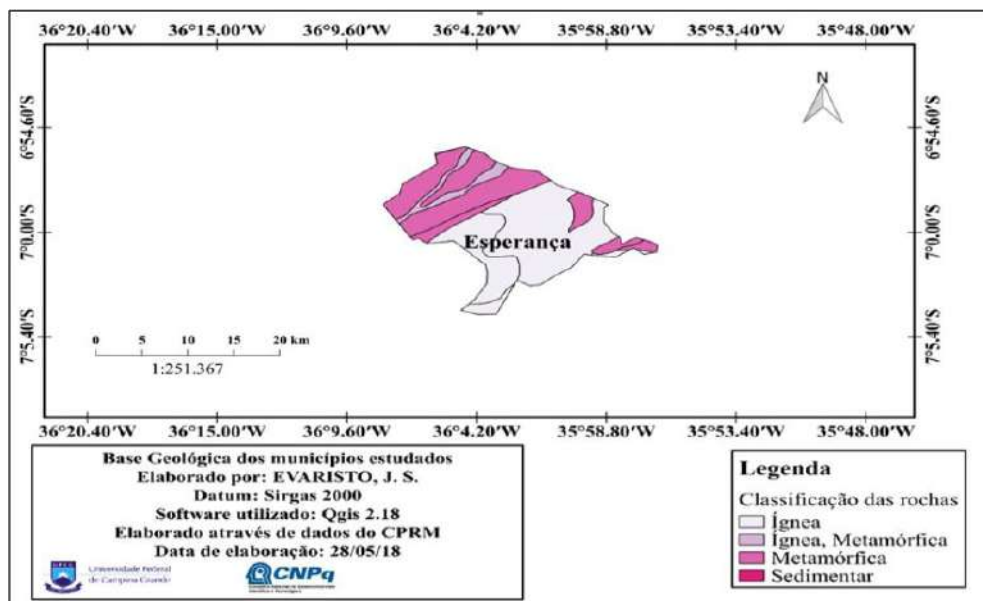 36°20.40'W 36°15.00'W 36°9.60'W 36°4.20'W 35°58.80'W 35°53.40'W 35°48.00'W
N
6°54.60'S 6°54.60'S
7°0.00'S 7°0.00'S
Esperança
7°5.40'S 7°5.40'S
0 5 10 15 20 km
1:251.367
36°20.40'W 36°15.00'W 36°9.60'W 36°4.20'W 35°58.80'W 35°53.40'W 35°48.00'W
Base Geológica dos municípios estudados
Elaborado por: EVARISTO, J. S.
Datum: Sirgas 2000
Software utilizado: Qgis 2.18
Elaborado através de dados do CPRM
Data de elaboração: 28/05/18
Universidade Federal
de Campina Grande
CNPq
Legenda
Classificação das rochas
Ígnea
Ígnea, Metamórfica
Metamórfica
Sedimentar